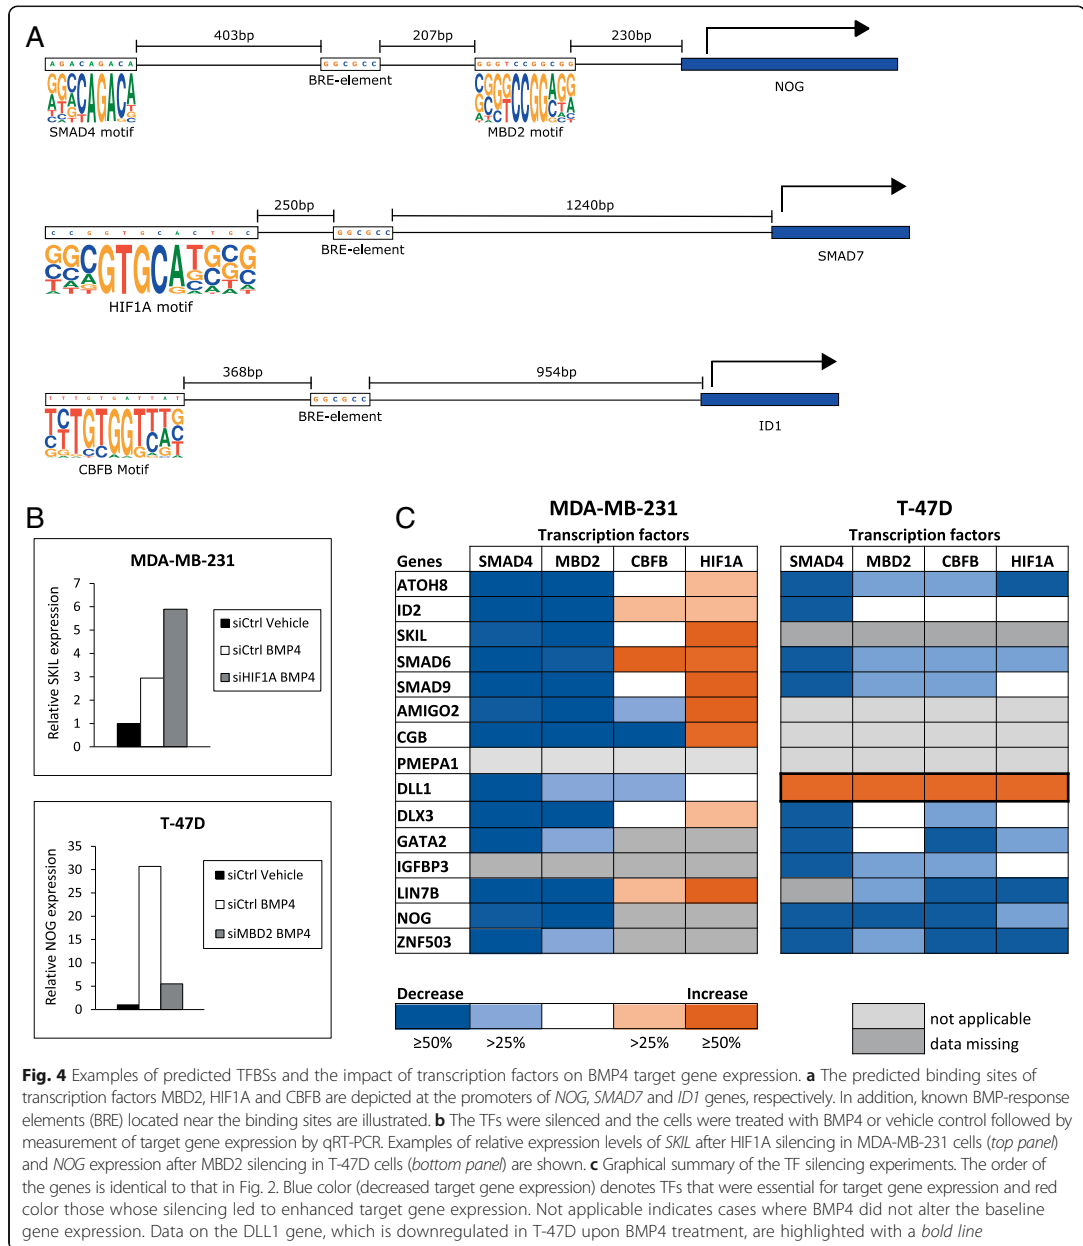 A
403bp
207bp
230bp
AGACAGACA
GGCGCC
GGGTCCGGCGG
BRE-element
NOG
SMAD4 motif
MBD2 motif
250bp
1240bp
CCGGTGCACTGC
GGCGCC
BRE-element
SMAD7
HIF1A motif
368bp
954bp
TTTGTGATTAT
GGCGCC
BRE-element
ID1
CBFB Motif
B
MDA-MB-231
Relative SKIL expression
7
6
5
4
3
2
1
0
siCtrl Vehicle
siCtrl BMP4
siHIF1A BMP4
T-47D
Relative NOG expression
35
30
25
20
15
10
5
0
siCtrl Vehicle
siCtrl BMP4
siMBD2 BMP4
C
MDA-MB-231
T-47D
Transcription factors
Transcription factors
Genes SMAD4 MBD2 CBFB HIF1A SMAD4 MBD2 CBFB HIF1A
ATOH8
ID2
SKIL
SMAD6
SMAD9
AMIGO2
CGB
PMEPA1
DLL1
DLX3
GATA2
IGFBP3
LIN7B
NOG
ZNF503
Decrease Increase
≥50% >25% >25% ≥50%
not applicable
data missing
Fig. 4 Examples of predicted TFBSs and the impact of transcription factors on BMP4 target gene expression. a The predicted binding sites of
transcription factors MBD2, HIF1A and CBFB are depicted at the promoters of NOG, SMAD7 and ID1 genes, respectively. In addition, known BMP-response
elements (BRE) located near the binding sites are illustrated. b The TFs were silenced and the cells were treated with BMP4 or vehicle control followed by
measurement of target gene expression by qRT-PCR. Examples of relative expression levels of SKIL after HIF1A silencing in MDA-MB-231 cells (top panel)
and NOG expression after MBD2 silencing in T-47D cells (bottom panel) are shown. c Graphical summary of the TF silencing experiments. The order of
the genes is identical to that in Fig. 2. Blue color (decreased target gene expression) denotes TFs that were essential for target gene expression and red
color those whose silencing led to enhanced target gene expression. Not applicable indicates cases where BMP4 did not alter the baseline
gene expression. Data on the DLL1 gene, which is downregulated in T-47D upon BMP4 treatment, are highlighted with a bold line